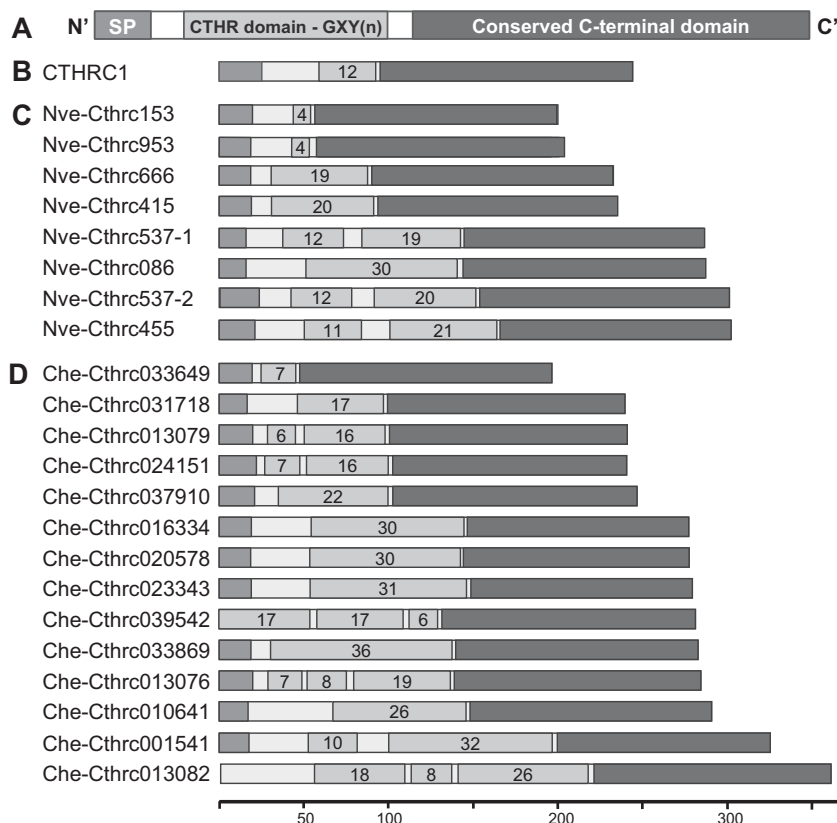 A N’ SP CTHR domain - GXY(n) Conserved C-terminal domain C’
B CTHRC1 12
C Nve-Cthrc153 4
Nve-Cthrc953 4
Nve-Cthrc666 19
Nve-Cthrc415 20
Nve-Cthrc537-1 12 19
Nve-Cthrc086 30
Nve-Cthrc537-2 12 20
Nve-Cthrc455 11 21
D Che-Cthrc033649 7
Che-Cthrc031718 17
Che-Cthrc013079 6 16
Che-Cthrc024151 7 16
Che-Cthrc037910 22
Che-Cthrc016334 30
Che-Cthrc020578 30
Che-Cthrc023343 31
Che-Cthrc039542 17 17 6
Che-Cthrc033869 36
Che-Cthrc013076 7 8 19
Che-Cthrc010641 26
Che-Cthrc001541 10 32
Che-Cthrc013082 18 8 26
50 100 200 300